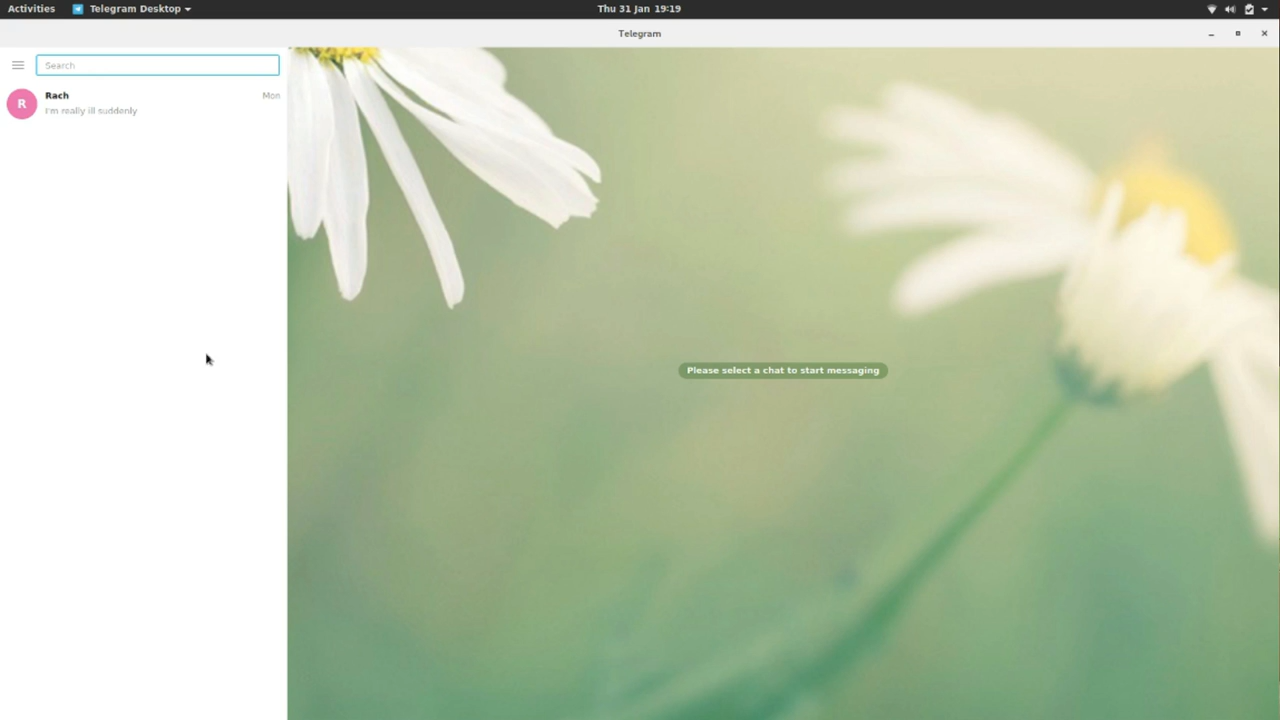 Activities Telegram Desktop Thu 31 Jan 19:19
Telegram
Search
R Rach Mon
I'm really ill suddenly
Please select a chat to start messaging